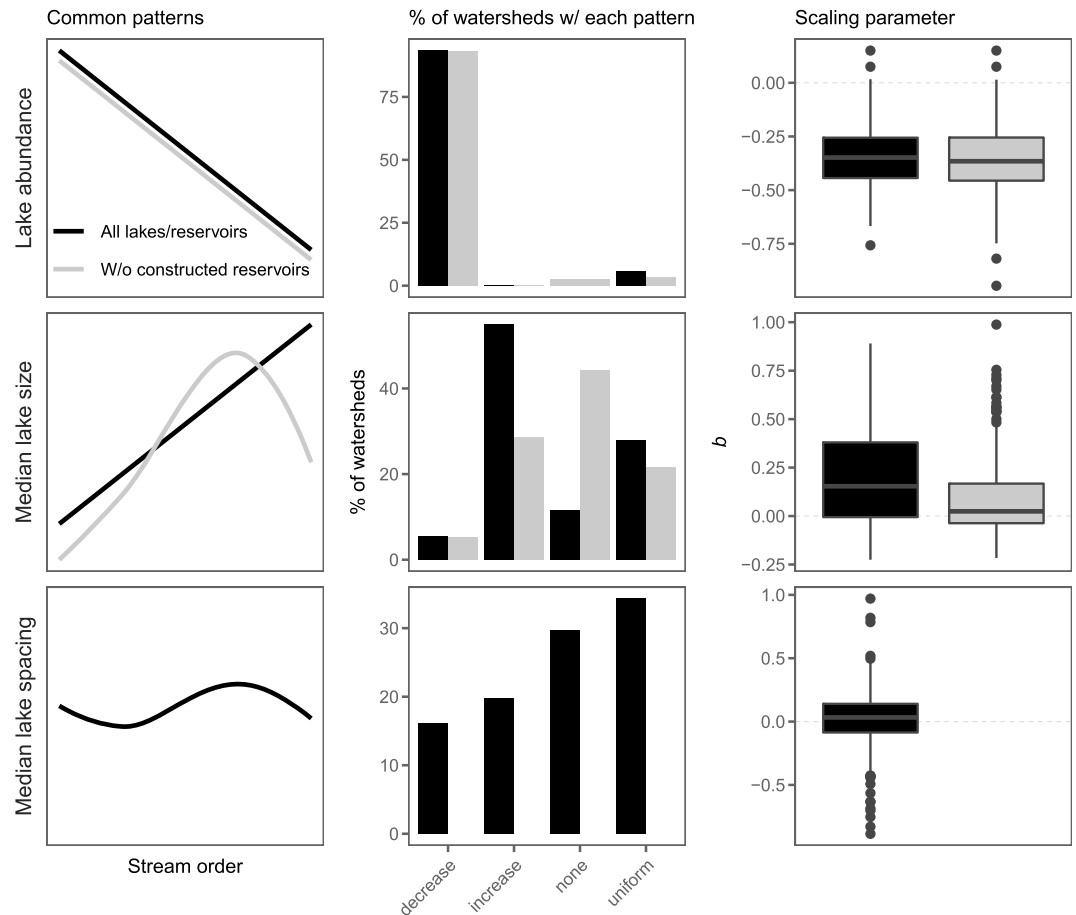 Common patterns
% of watersheds w/ each pattern
Scaling parameter
Lake abundance
All lakes/reservoirs
W/o constructed reservoirs
75
50
25
0
0.00
−0.25
−0.50
−0.75
Median lake size
% of watersheds
40
20
0
b
1.00
0.75
0.50
0.25
0.00
−0.25
Median lake spacing
30
20
10
0
1.0
0.5
0.0
−0.5
Stream order
decrease
increase
none
uniform